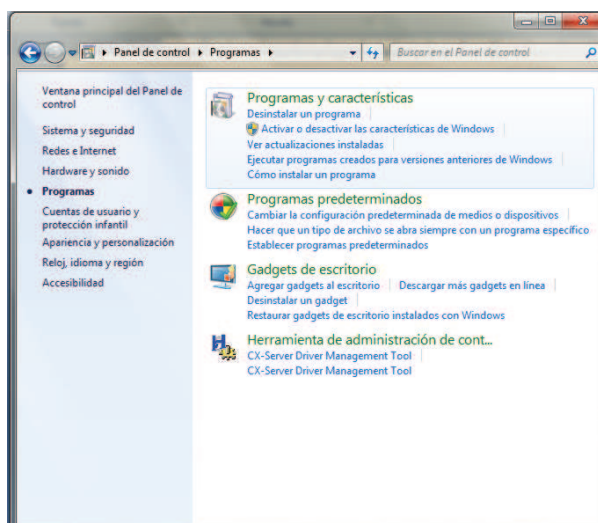 Panel de control ▸ Programas ▸
Buscar en el Panel de control
Ventana principal del Panel de
control
Sistema y seguridad
Redes e Internet
Hardware y sonido
Programas
Cuentas de usuario y
protección infantil
Apariencia y personalización
Reloj, idioma y región
Accesibilidad
Programas y características
Desinstalar un programa
Activar o desactivar las características de Windows
Ver actualizaciones instaladas
Ejecutar programas creados para versiones anteriores de Windows
Cómo instalar un programa
Programas predeterminados
Cambiar la configuración predeterminada de medios o dispositivos
Hacer que un tipo de archivo se abra siempre con un programa específico
Establecer programas predeterminados
Gadgets de escritorio
Agregar gadgets al escritorio Descargar más gadgets en línea
Desinstalar un gadget
Restaurar gadgets de escritorio instalados con Windows
Herramienta de administración de cont...
CX-Server Driver Management Tool
CX-Server Driver Management Tool